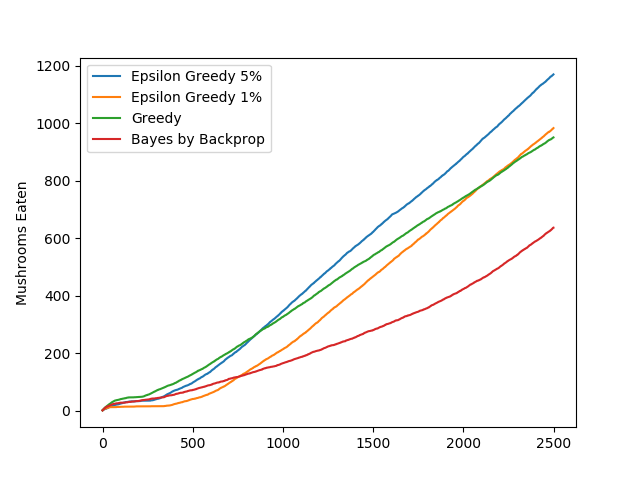 1200
1000
800
600
400
200
0
Mushrooms Eaten
Epsilon Greedy 5%
Epsilon Greedy 1%
Greedy
Bayes by Backprop
0 500 1000 1500 2000 2500